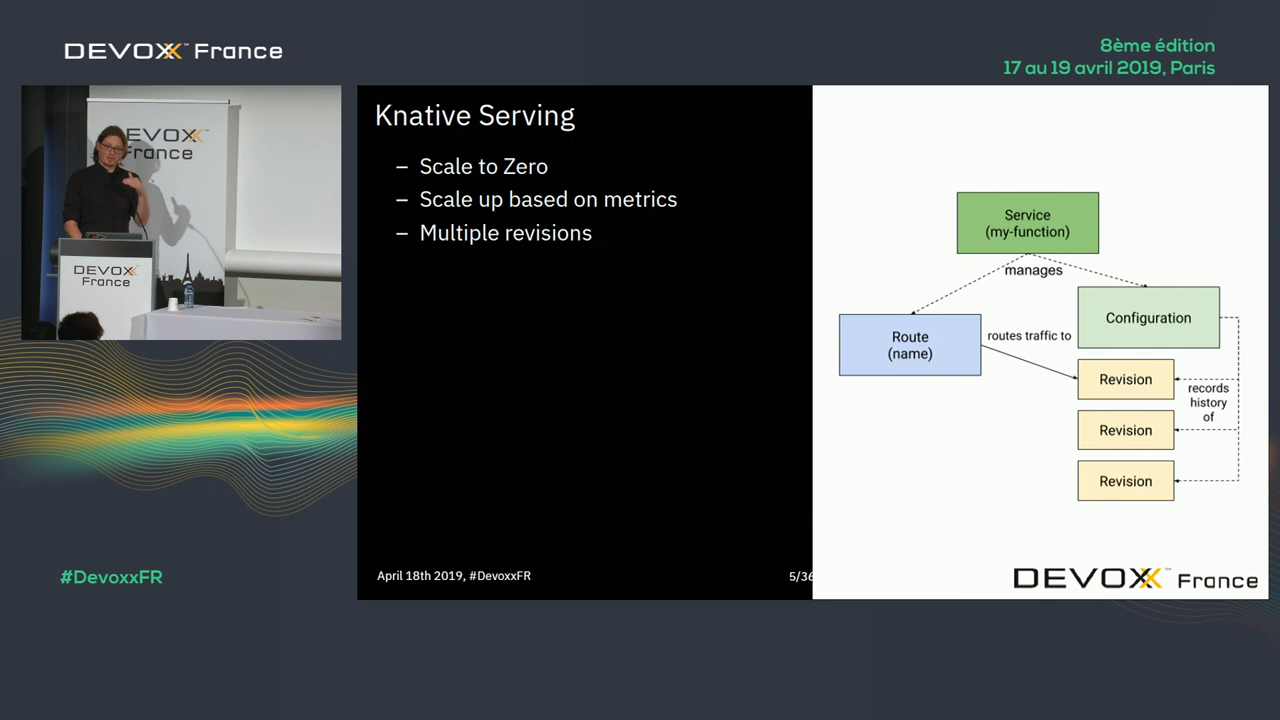 DEVOXX™ France
8ème édition
17 au 19 avril 2019, Paris
DEVOXX
France
DEVOXX
France
Knative Serving
– Scale to Zero
– Scale up based on metrics
– Multiple revisions
Service
(my-function)
manages
Configuration
Route
(name)
routes traffic to
Revision
records
history
of
Revision
Revision
April 18th 2019, #DevoxxFR
5/36
DEVOXX™ France
#DevoxxFR